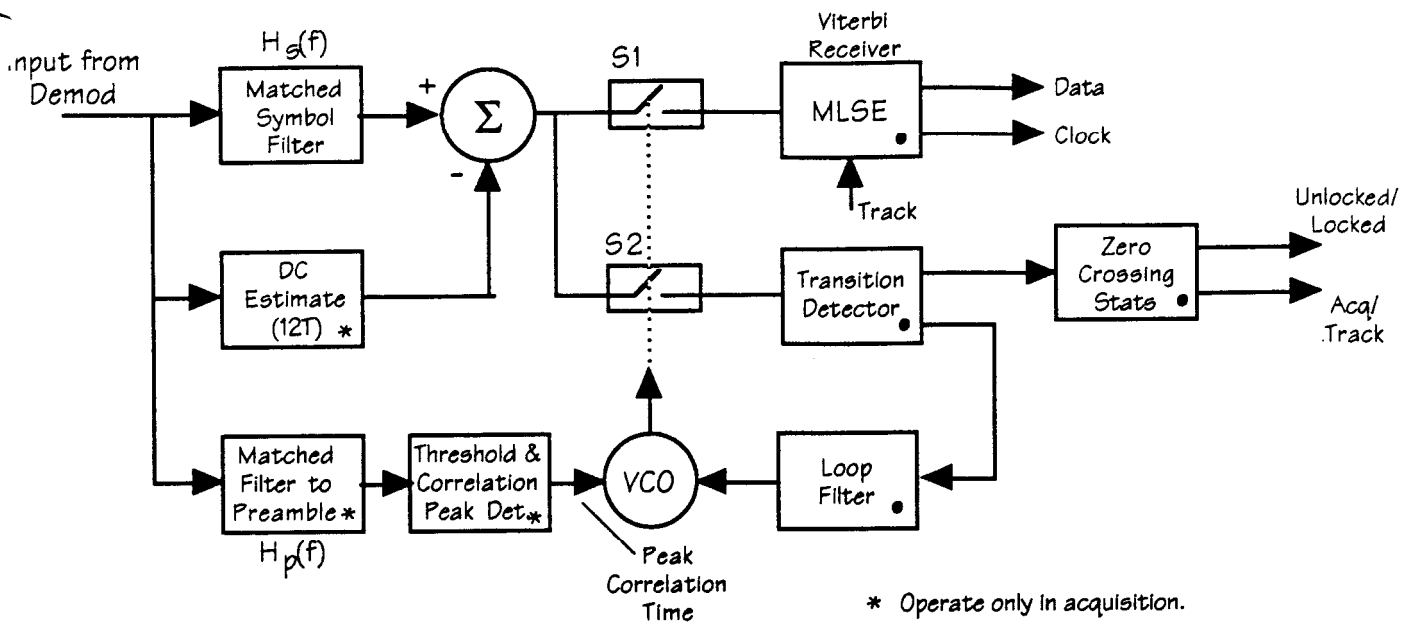 Input from
Demod
H s(f)
Matched
Symbol
Filter
+
-
Σ
S1
Viterbi
Receiver
MLSE
Data
Clock
Track
DC
Estimate
(12T) *
S2
Transition
Detector
Zero
Crossing
Stats
Unlocked/
Locked
Acq/
Track
Matched
Filter to
Preamble *
H p(f)
Threshold &
Correlation
Peak Det. *
VCO
Loop
Filter
Peak
Correlation
Time
* Operate only in acquisition.